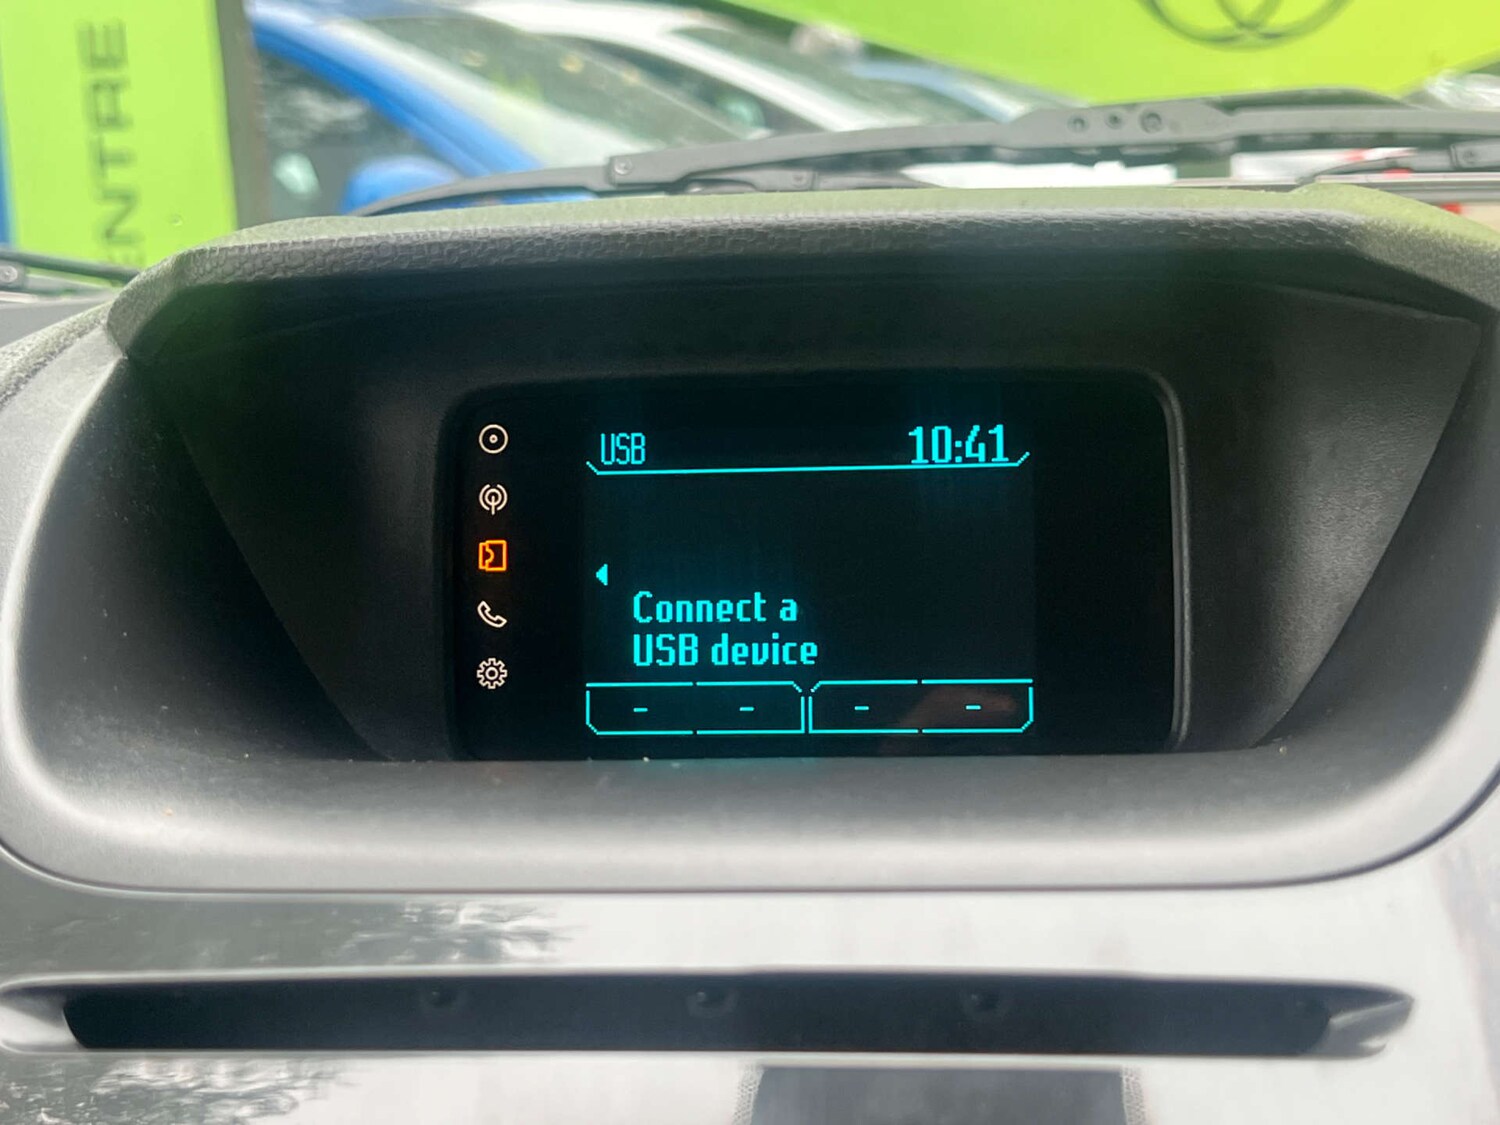 ENTRE
USB 10:41
Connect a
USB device
- - - -